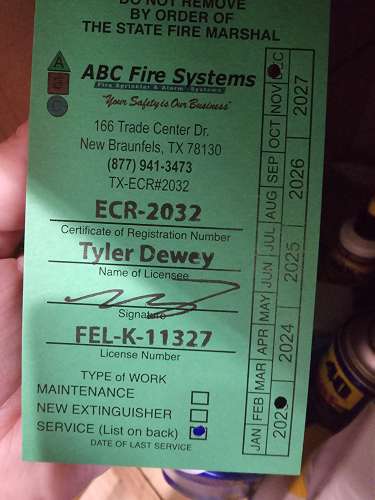 DO NOT REMOVE
BY ORDER OF
THE STATE FIRE MARSHAL
A
B
C
ABC Fire Systems
Fire Sprinkler & Alarm Systems
"Your Safety is Our Business"
166 Trade Center Dr.
New Braunfels, TX 78130
(877) 941-3473
TX-ECR#2032
ECR-2032
Certificate of Registration Number
Tyler Dewey
Name of Licensee
Signature
FEL-K-11327
License Number
TYPE of WORK
MAINTENANCE
NEW EXTINGUISHER
SERVICE (List on back)
DATE OF LAST SERVICE
JAN FEB MAR APR MAY JUN JUL AUG SEP OCT NOV DEC
2024 2025 2026 2027